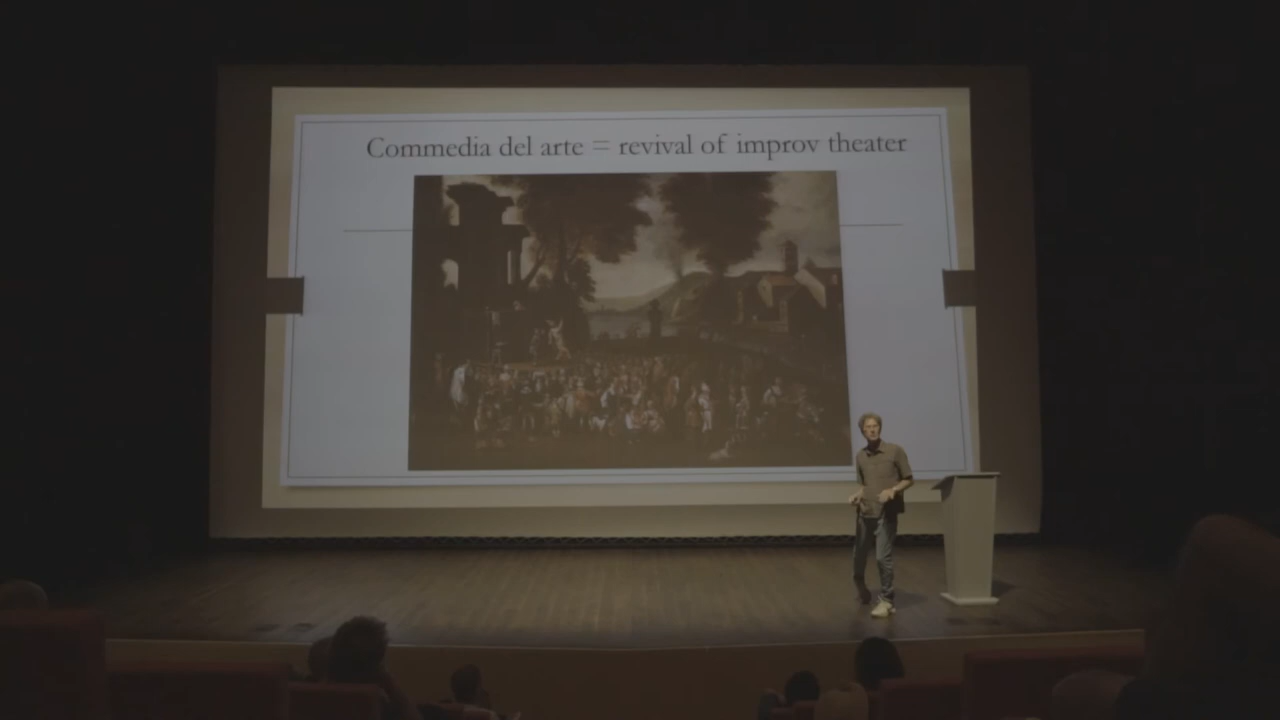 Commedia del arte = revival of improv theater